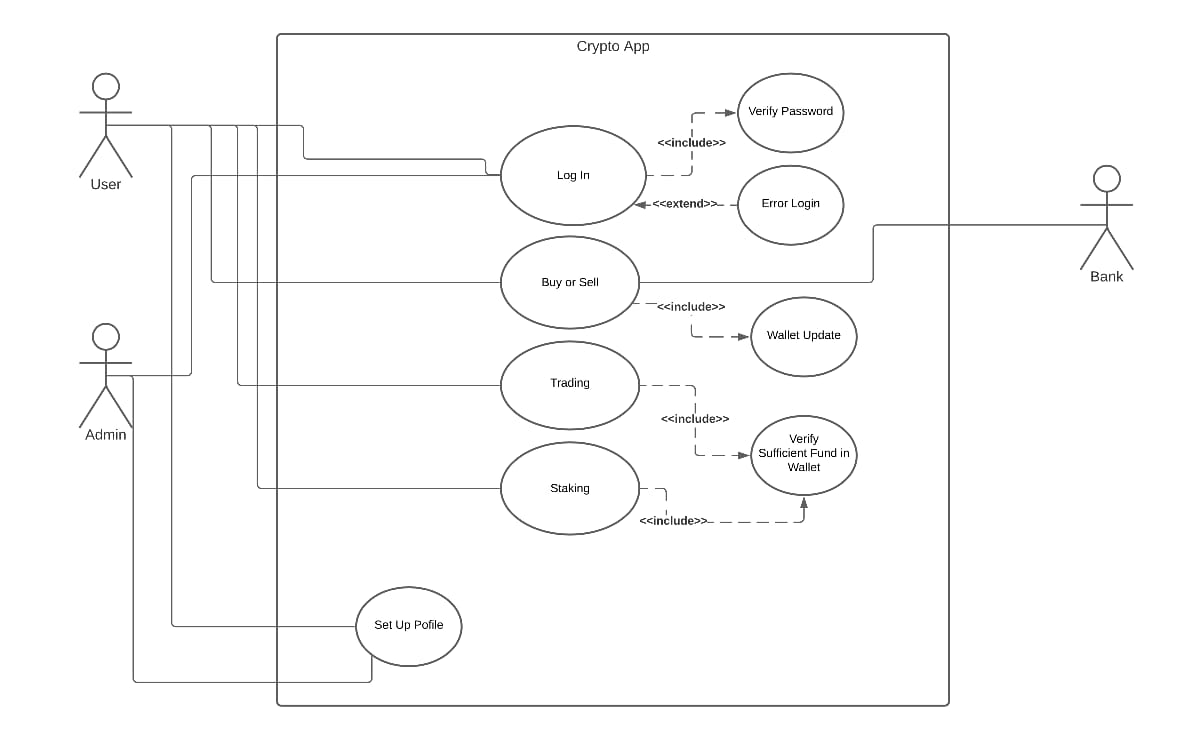 Crypto App
User
Verify Password
<<include>>
Log In
<<extend>>
Error Login
Bank
Buy or Sell
<<include>>
Wallet Update
Admin
Trading
<<include>>
Verify
Sufficient Fund in
Wallet
Staking
<<include>>
Set Up Pofile